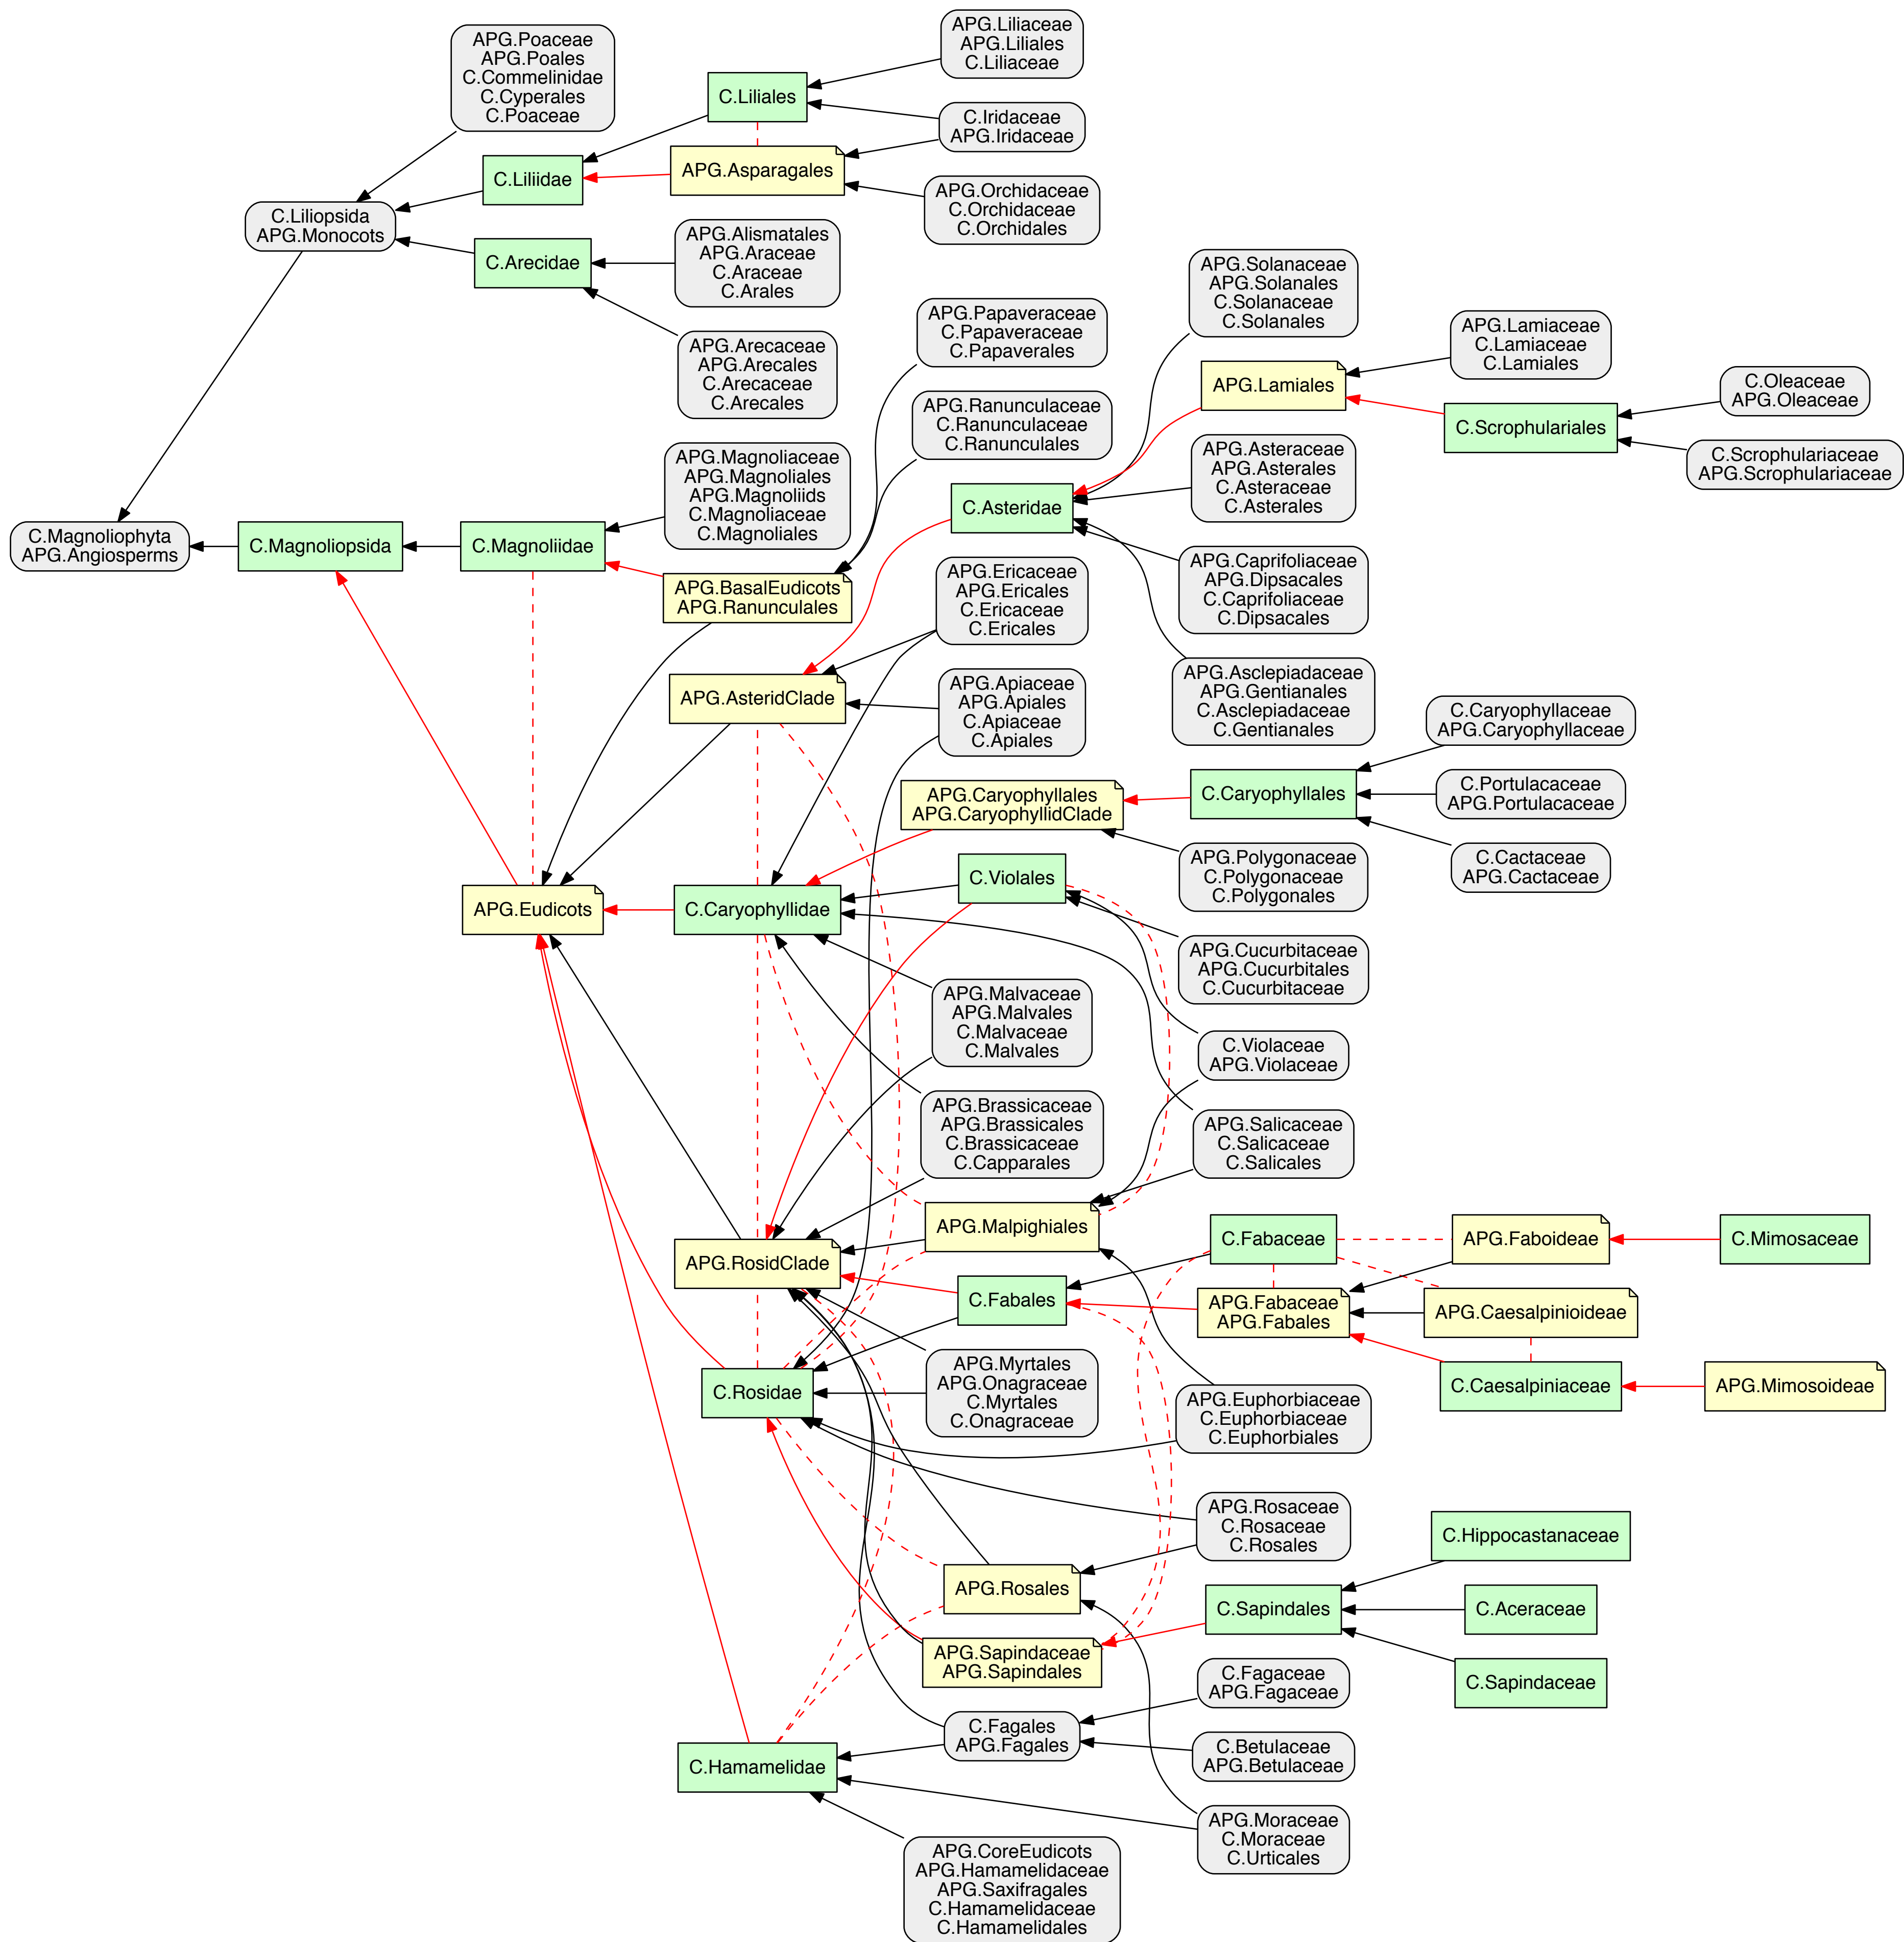 APG.Poaceae
APG.Poales
C.Commelinidae
C.Cyperales
C.Poaceae
APG.Liliaceae
APG.Liliales
C.Liliaceae
C.Liliales
C.Iridaceae
APG.Iridaceae
C.Liliidae
APG.Asparagales
APG.Orchidaceae
C.Orchidaceae
C.Orchidales
C.Liliopsida
APG.Monocots
C.Arecidae
APG.Alismatales
APG.Araceae
C.Araceae
C.Arales
APG.Arecaceae
APG.Arecales
C.Arecaceae
C.Arecales
APG.Papaveraceae
C.Papaveraceae
C.Papaverales
APG.Solanaceae
APG.Solanales
C.Solanaceae
C.Solanales
APG.Lamiales
APG.Lamiaceae
C.Lamiaceae
C.Lamiales
C.Scrophulariales
C.Oleaceae
APG.Oleaceae
C.Scrophulariaceae
APG.Scrophulariaceae
APG.Ranunculaceae
C.Ranunculaceae
C.Ranunculales
APG.Magnoliaceae
APG.Magnoliales
APG.Magnoliids
C.Magnoliaceae
C.Magnoliales
C.Asteridae
APG.Asteraceae
APG.Asterales
C.Asteraceae
C.Asterales
C.Magnoliophyta
APG.Angiosperms
C.Magnoliopsida
C.Magnoliidae
APG.BasalEudicots
APG.Ranunculales
APG.Ericaceae
APG.Ericales
C.Ericaceae
C.Ericales
APG.Caprifoliaceae
APG.Dipsacales
C.Caprifoliaceae
C.Dipsacales
APG.AsteridClade
APG.Apiaceae
APG.Apiales
C.Apiaceae
C.Apiales
APG.Asclepiadaceae
APG.Gentianales
C.Asclepiadaceae
C.Gentianales
C.Caryophyllaceae
APG.Caryophyllaceae
APG.Caryophyllales
APG.CaryophyllidClade
C.Caryophyllales
C.Portulacaceae
APG.Portulacaceae
C.Cactaceae
APG.Cactaceae
APG.Polygonaceae
C.Polygonaceae
C.Polygonales
APG.Eudicots
C.Caryophyllidae
C.Violales
APG.Cucurbitaceae
APG.Cucurbitales
C.Cucurbitaceae
APG.Malvaceae
APG.Malvales
C.Malvaceae
C.Malvales
C.Violaceae
APG.Violaceae
APG.Brassicaceae
APG.Brassicales
C.Brassicaceae
C.Capparales
APG.Salicaceae
C.Salicaceae
C.Salicales
APG.Malpighiales
APG.RosidClade
C.Fabales
C.Fabaceae
APG.Faboideae
C.Mimosaceae
APG.Fabaceae
APG.Fabales
APG.Caesalpinioideae
C.Caesalpiniaceae
APG.Mimosoideae
C.Rosidae
APG.Myrtales
APG.Onagraceae
C.Myrtales
C.Onagraceae
APG.Euphorbiaceae
C.Euphorbiaceae
C.Euphorbiales
APG.Rosaceae
C.Rosaceae
C.Rosales
APG.Rosales
C.Hippocastanaceae
C.Sapindales
C.Aceraceae
C.Sapindaceae
APG.Sapindaceae
APG.Sapindales
C.Fagaceae
APG.Fagaceae
C.Fagales
APG.Fagales
C.Betulaceae
APG.Betulaceae
C.Hamamelidae
APG.Moraceae
C.Moraceae
C.Urticales
APG.CoreEudicots
APG.Hamamelidaceae
APG.Saxifragales
C.Hamamelidaceae
C.Hamamelidales